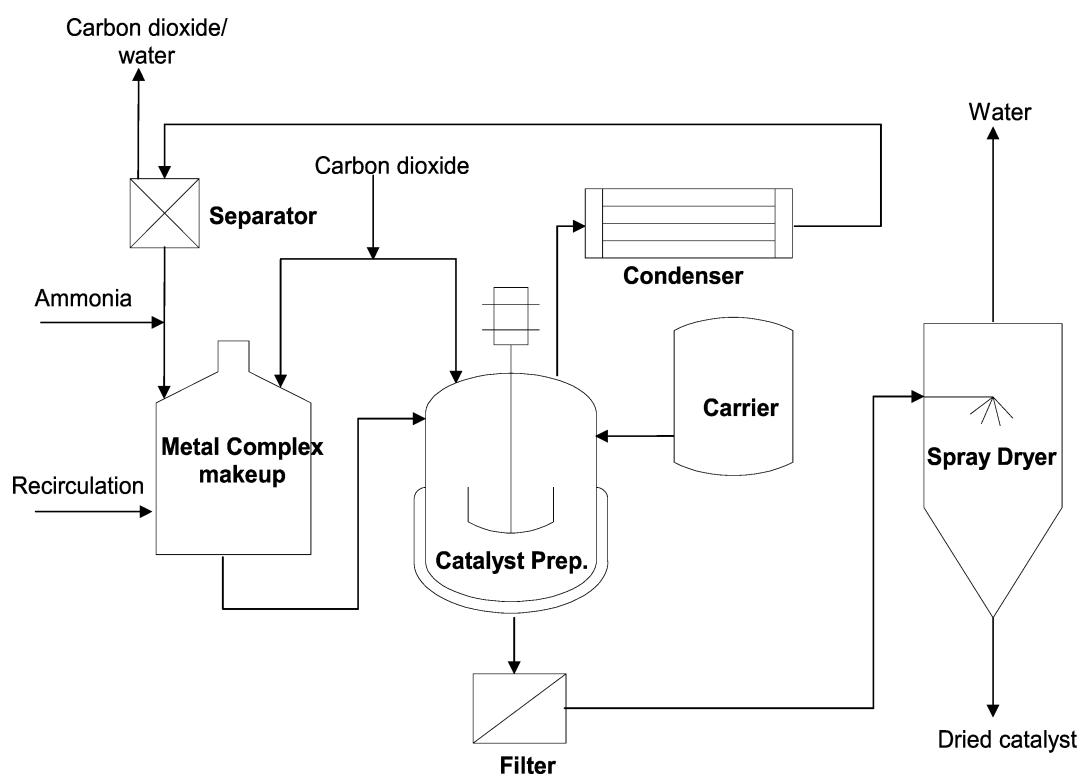 Carbon dioxide/
water
Water
Carbon dioxide
Separator
Condenser
Ammonia
Carrier
Metal Complex
makeup
Spray Dryer
Recirculation
Catalyst Prep.
Dried catalyst
Filter